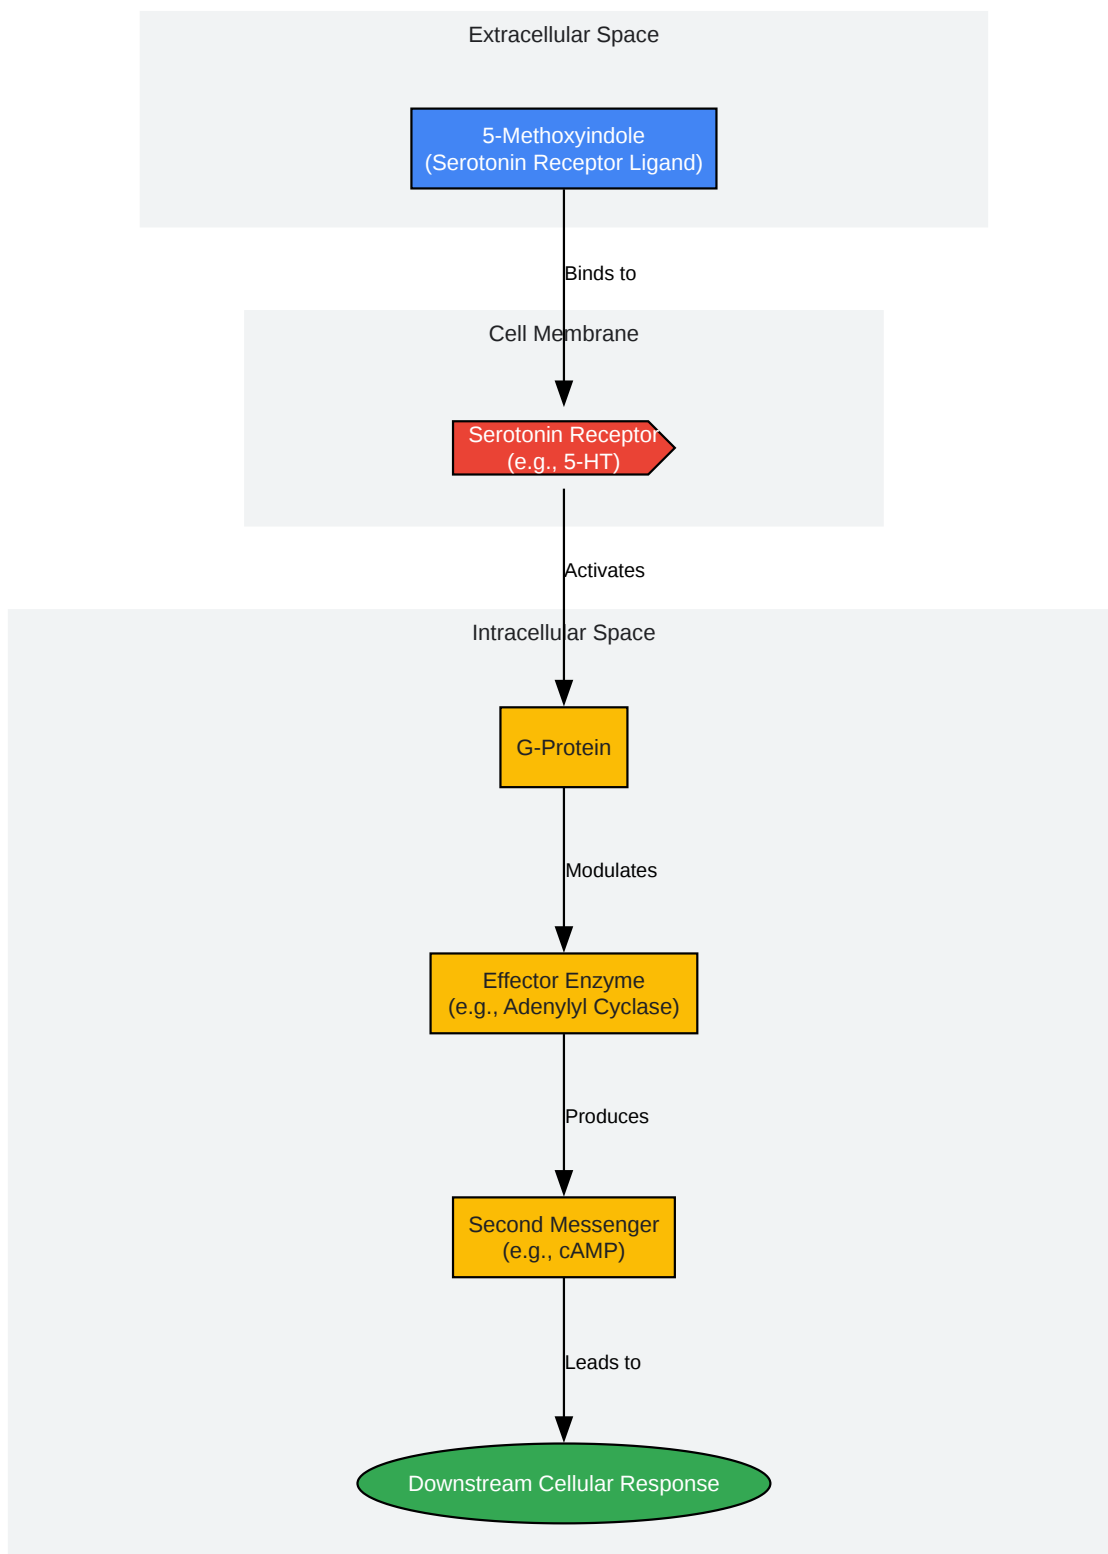 Extracellular Space
5-Methoxyindole
(Serotonin Receptor Ligand)
Binds to
Cell Membrane
Serotonin Receptor
(e.g., 5-HT)
Activates
Intracellular Space
G-Protein
Modulates
Effector Enzyme
(e.g., Adenylyl Cyclase)
Produces
Second Messenger
(e.g., cAMP)
Leads to
Downstream Cellular Response